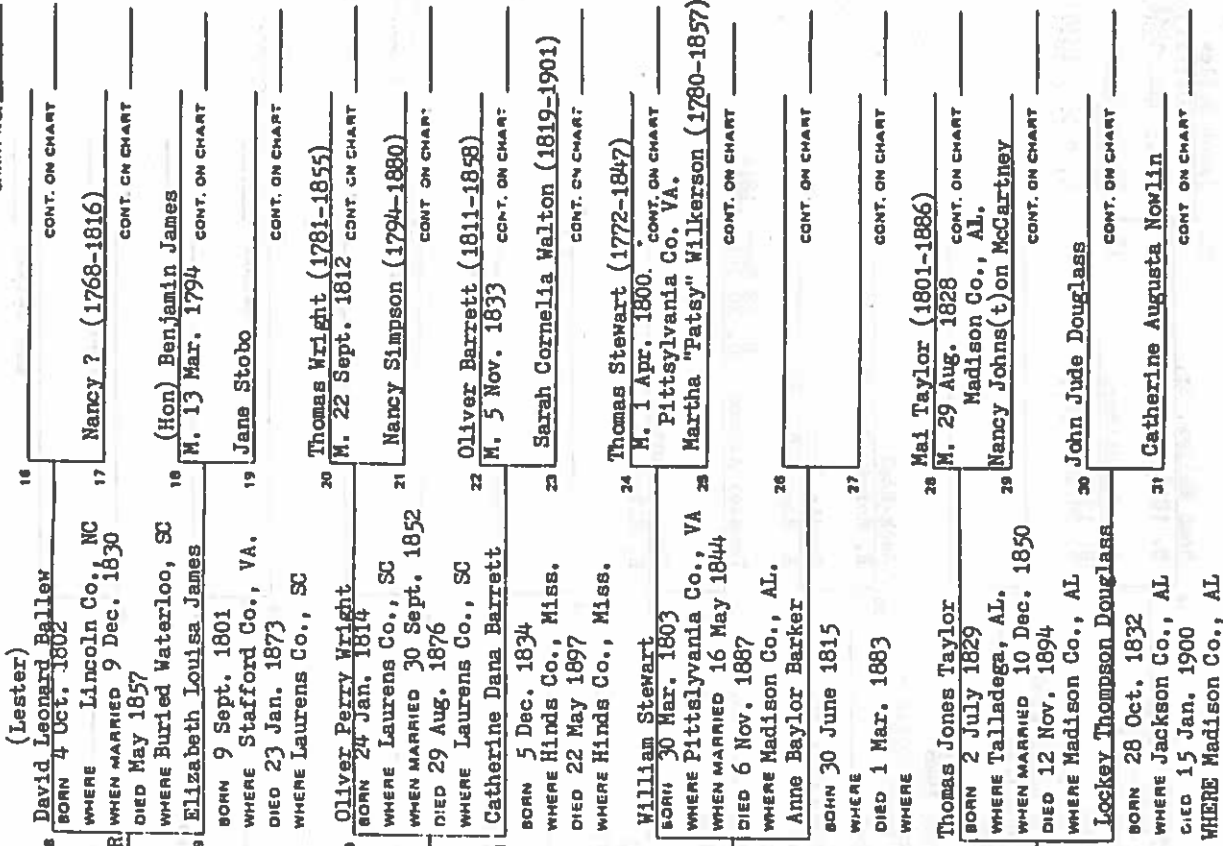 (Lester)
David Leonard Ballew
BORN 4 Oct. 1802
WHERE Lincoln Co., NC
WHEN MARRIED 9 Dec. 1830
DIED May 1857
WHERE Buried Waterloo, SC
Elizabeth Louisa James
BORN 9 Sept. 1801
WHERE Stafford Co., VA.
DIED 23 Jan. 1873
WHERE Laurens Co., SC
16
CONT. ON CHART
17
Nancy ? (1768-1816)
CONT. ON CHART
18
(Hon) Benjamin James
M. 13 Mar. 1794
CONT. ON CHART
19
Jane Stobo
CONT. ON CHART
Oliver Perry Wright
BORN 24 Jan. 1814
WHERE Laurens Co., SC
WHEN MARRIED 30 Sept. 1852
DIED 29 Aug. 1876
WHERE Laurens Co., SC
Catherine Dana Barrett
BORN 5 Dec. 1834
WHERE Hinds Co., Miss.
DIED 22 May 1897
WHERE Hinds Co., Miss.
20
Thomas Wright (1781-1855)
M. 22 Sept. 1812
CONT. ON CHART
21
Nancy Simpson (1794-1880)
CONT ON CHART
22
Oliver Barrett (1811-1858)
M. 5 Nov. 1833
CONT. ON CHART
23
Sarah Cornelia Walton (1819-1901)
CONT. ON CHART
William Stewart
BORN 30 Mar. 1803
WHERE Pittslyvania Co., VA
WHEN MARRIED 16 May 1844
DIED 6 Nov. 1887
WHERE Madison Co., AL.
Anne Baylor Barker
BORN 30 June 1815
WHERE
DIED 1 Mar. 1883
WHERE
24
Thomas Stewart (1772-1847)
M. 1 Apr. 1800. CONT. ON CHART
Pittsylvania Co. VA.
25
Martha "Patsy" Wilkerson (1780-1857)
CONT. ON CHART
26
CONT. ON CHART
27
CONT. ON CHART
Thomas Jones Taylor
BORN 2 July 1829
WHERE Talladega, AL.
WHEN MARRIED 10 Dec. 1850
DIED 12 Nov. 1894
WHERE Madison Co., AL
Lockey Thompson Douglass
BORN 28 Oct. 1832
WHERE Jackson Co., AL
DIED 15 Jan. 1900
WHERE Madison Co., AL
28
Mai Taylor (1801-1886)
M. 29 Aug. 1828 CONT. ON CHART
Madison Co., AL.
29
Nancy Johns(t)on McCartney
CONT. ON CHART
30
John Jude Douglass
CONT. ON CHART
31
Catherine Augusta Nowlin
CONT ON CHART